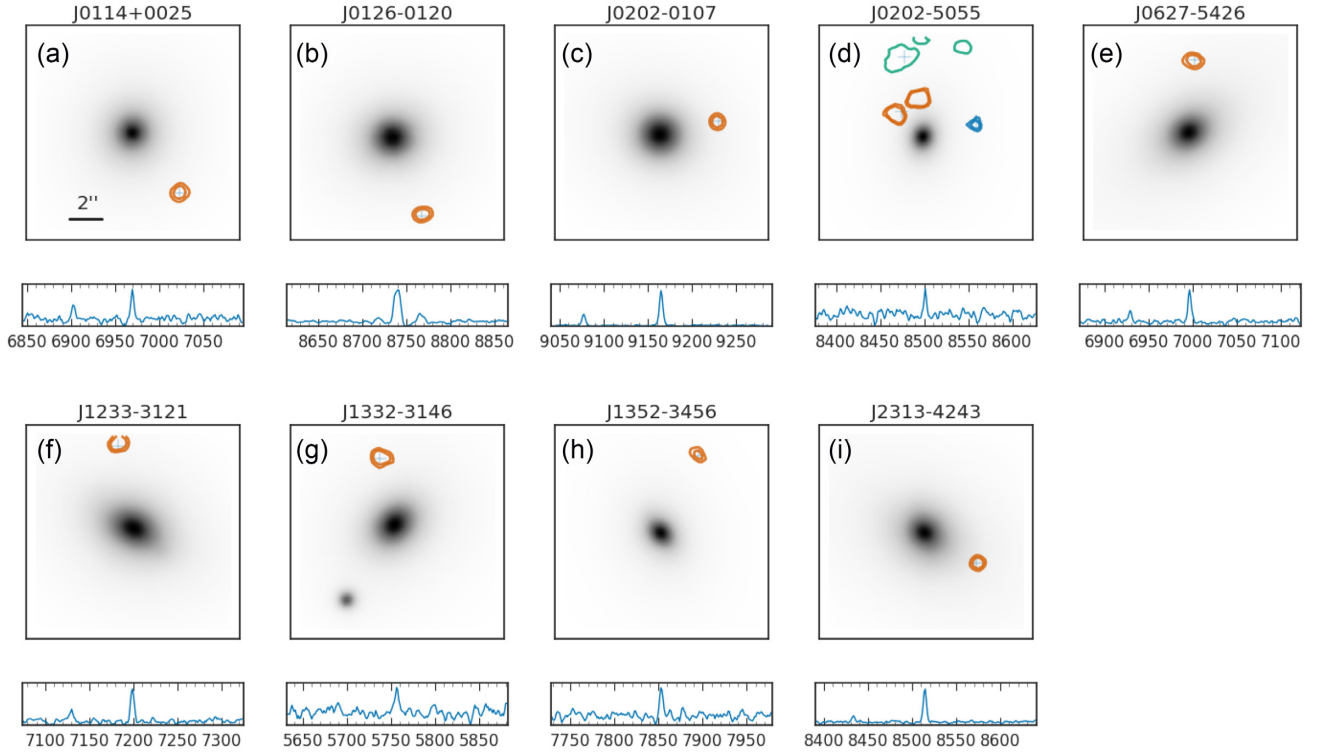 J0114+0025 J0126-0120 J0202-0107 J0202-5055 J0627-5426
(a) (b) (c) (d) (e)
2''
6850 6900 6950 7000 7050 8650 8700 8750 8800 8850 9050 9100 9150 9200 9250 8400 8450 8500 8550 8600 6900 6950 7000 7050 7100
J1233-3121 J1332-3146 J1352-3456 J2313-4243
(f) (g) (h) (i)
7100 7150 7200 7250 7300 5650 5700 5750 5800 5850 7750 7800 7850 7900 7950 8400 8450 8500 8550 8600